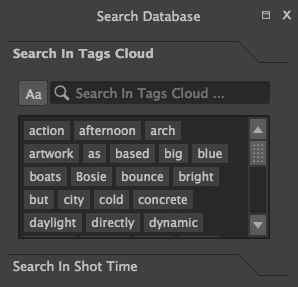 Search Database X
Search In Tags Cloud
Aa Search In Tags Cloud ...
action afternoon arch
artwork as based big blue
boats Bosie bounce bright
but city cold concrete
daylight directly dynamic
Search In Shot Time